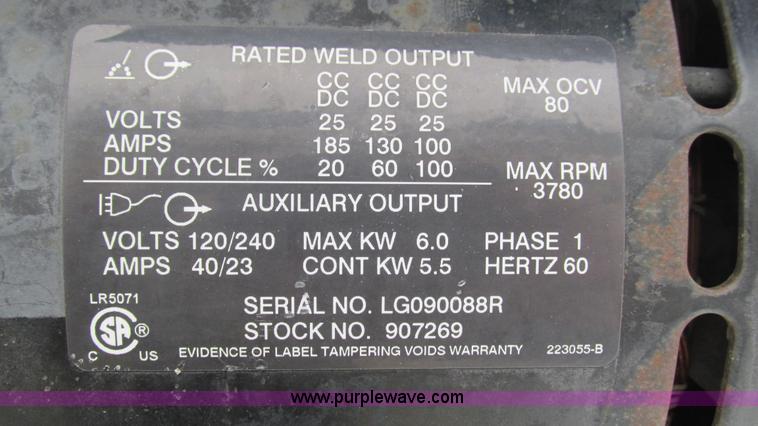 RATED WELD OUTPUT
CC CC CC
DC DC DC
MAX OCV
80
VOLTS 25 25 25
AMPS 185 130 100
DUTY CYCLE % 20 60 100
MAX RPM
3780
AUXILIARY OUTPUT
VOLTS 120/240 MAX KW 6.0 PHASE 1
AMPS 40/23 CONT KW 5.5 HERTZ 60
LR5071
SERIAL NO. LG090088R
STOCK NO. 907269
SA ®
C US
EVIDENCE OF LABEL TAMPERING VOIDS WARRANTY 223055-B
www.purplewave.com